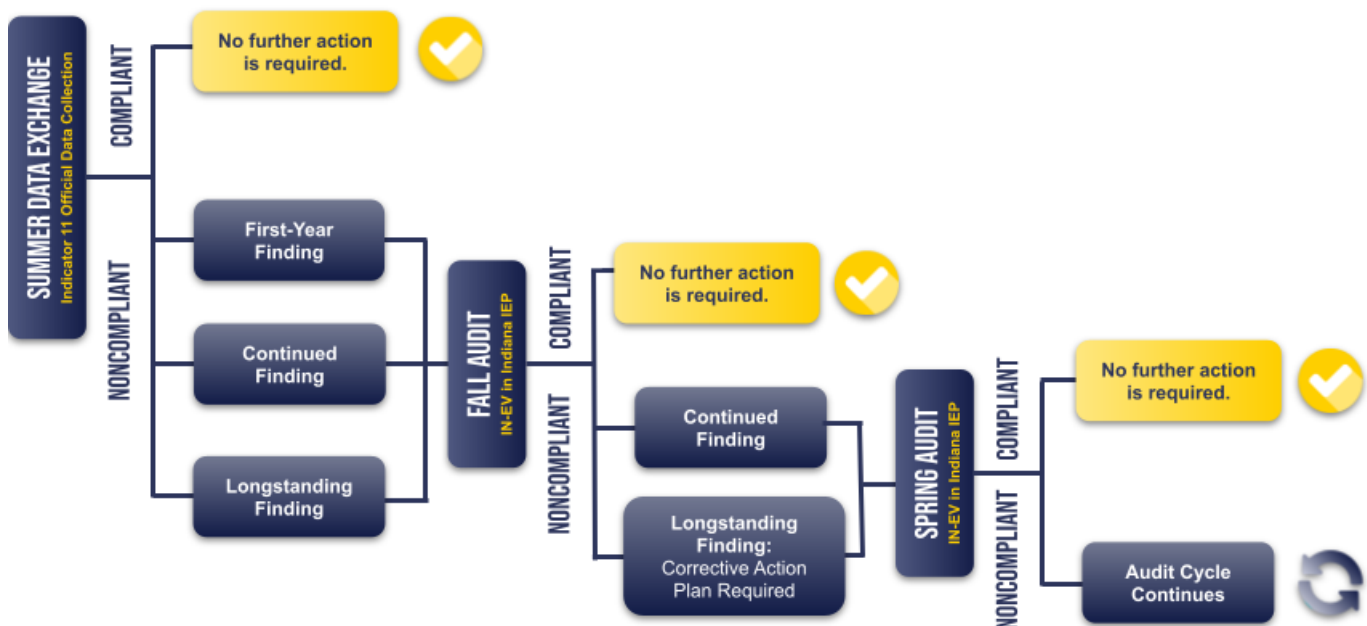 SUMMER DATA EXCHANGE
Indicator 11 Official Data Collection
COMPLIANT
No further action
is required.
NONCOMPLIANT
First-Year
Finding
Continued
Finding
Longstanding
Finding
FALL AUDIT
IN-EV in Indiana IEP
COMPLIANT
No further action
is required.
NONCOMPLIANT
Continued
Finding
Longstanding
Finding:
Corrective Action
Plan Required
SPRING AUDIT
IN-EV in Indiana IEP
COMPLIANT
No further action
is required.
NONCOMPLIANT
Audit Cycle
Continues